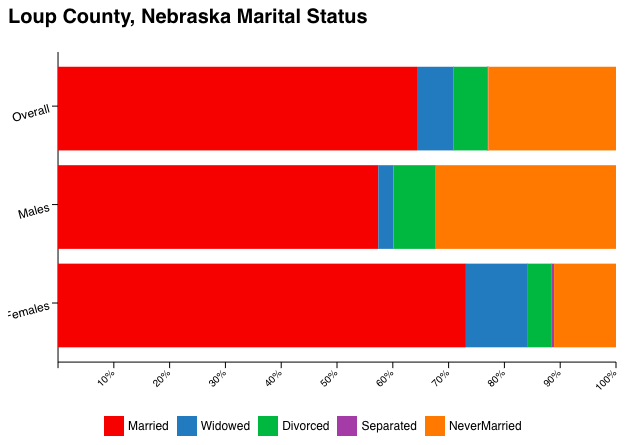 Loup County, Nebraska Marital Status
Overall
Males
Females
10% 20% 30% 40% 50% 60% 70% 80% 90% 100%
Married Widowed Divorced Separated NeverMarried